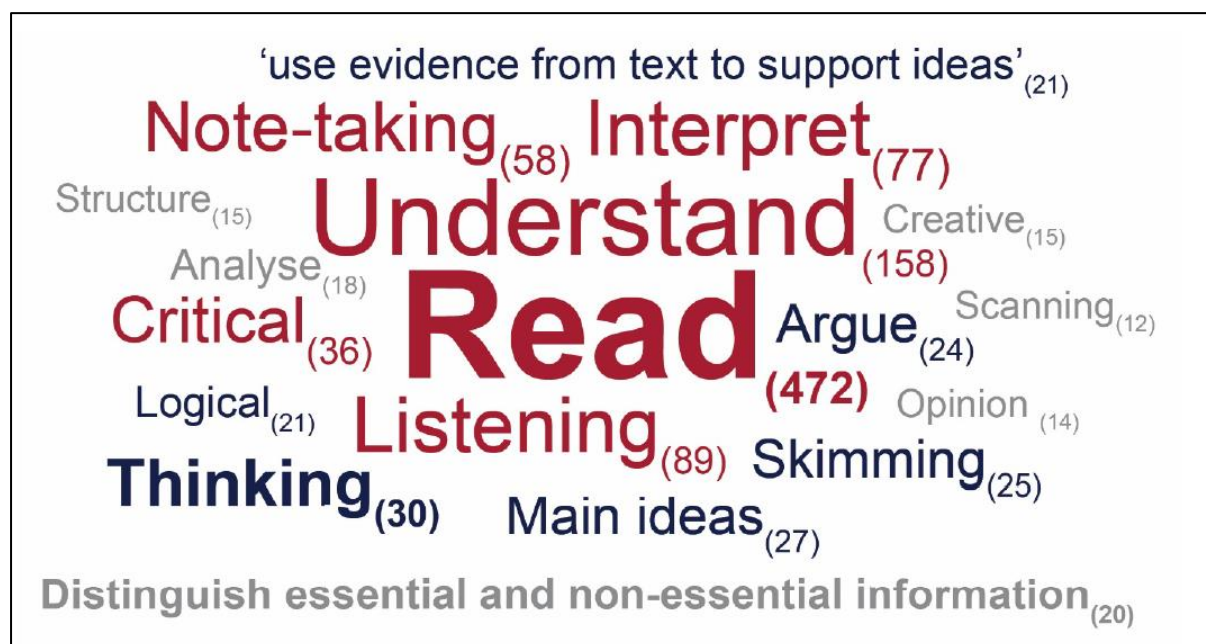 ‘use evidence from text to support ideas’(21)
Note-taking(58) Interpret(77)
Structure(15) Understand(158) Creative(15)
Analyse(18)
Critical(36) Read(472) Argue(24) Scanning(12)
Logical(21) Listening(89) Opinion (14)
Thinking(30) Main ideas(27) Skimming(25)
Distinguish essential and non-essential information(20)